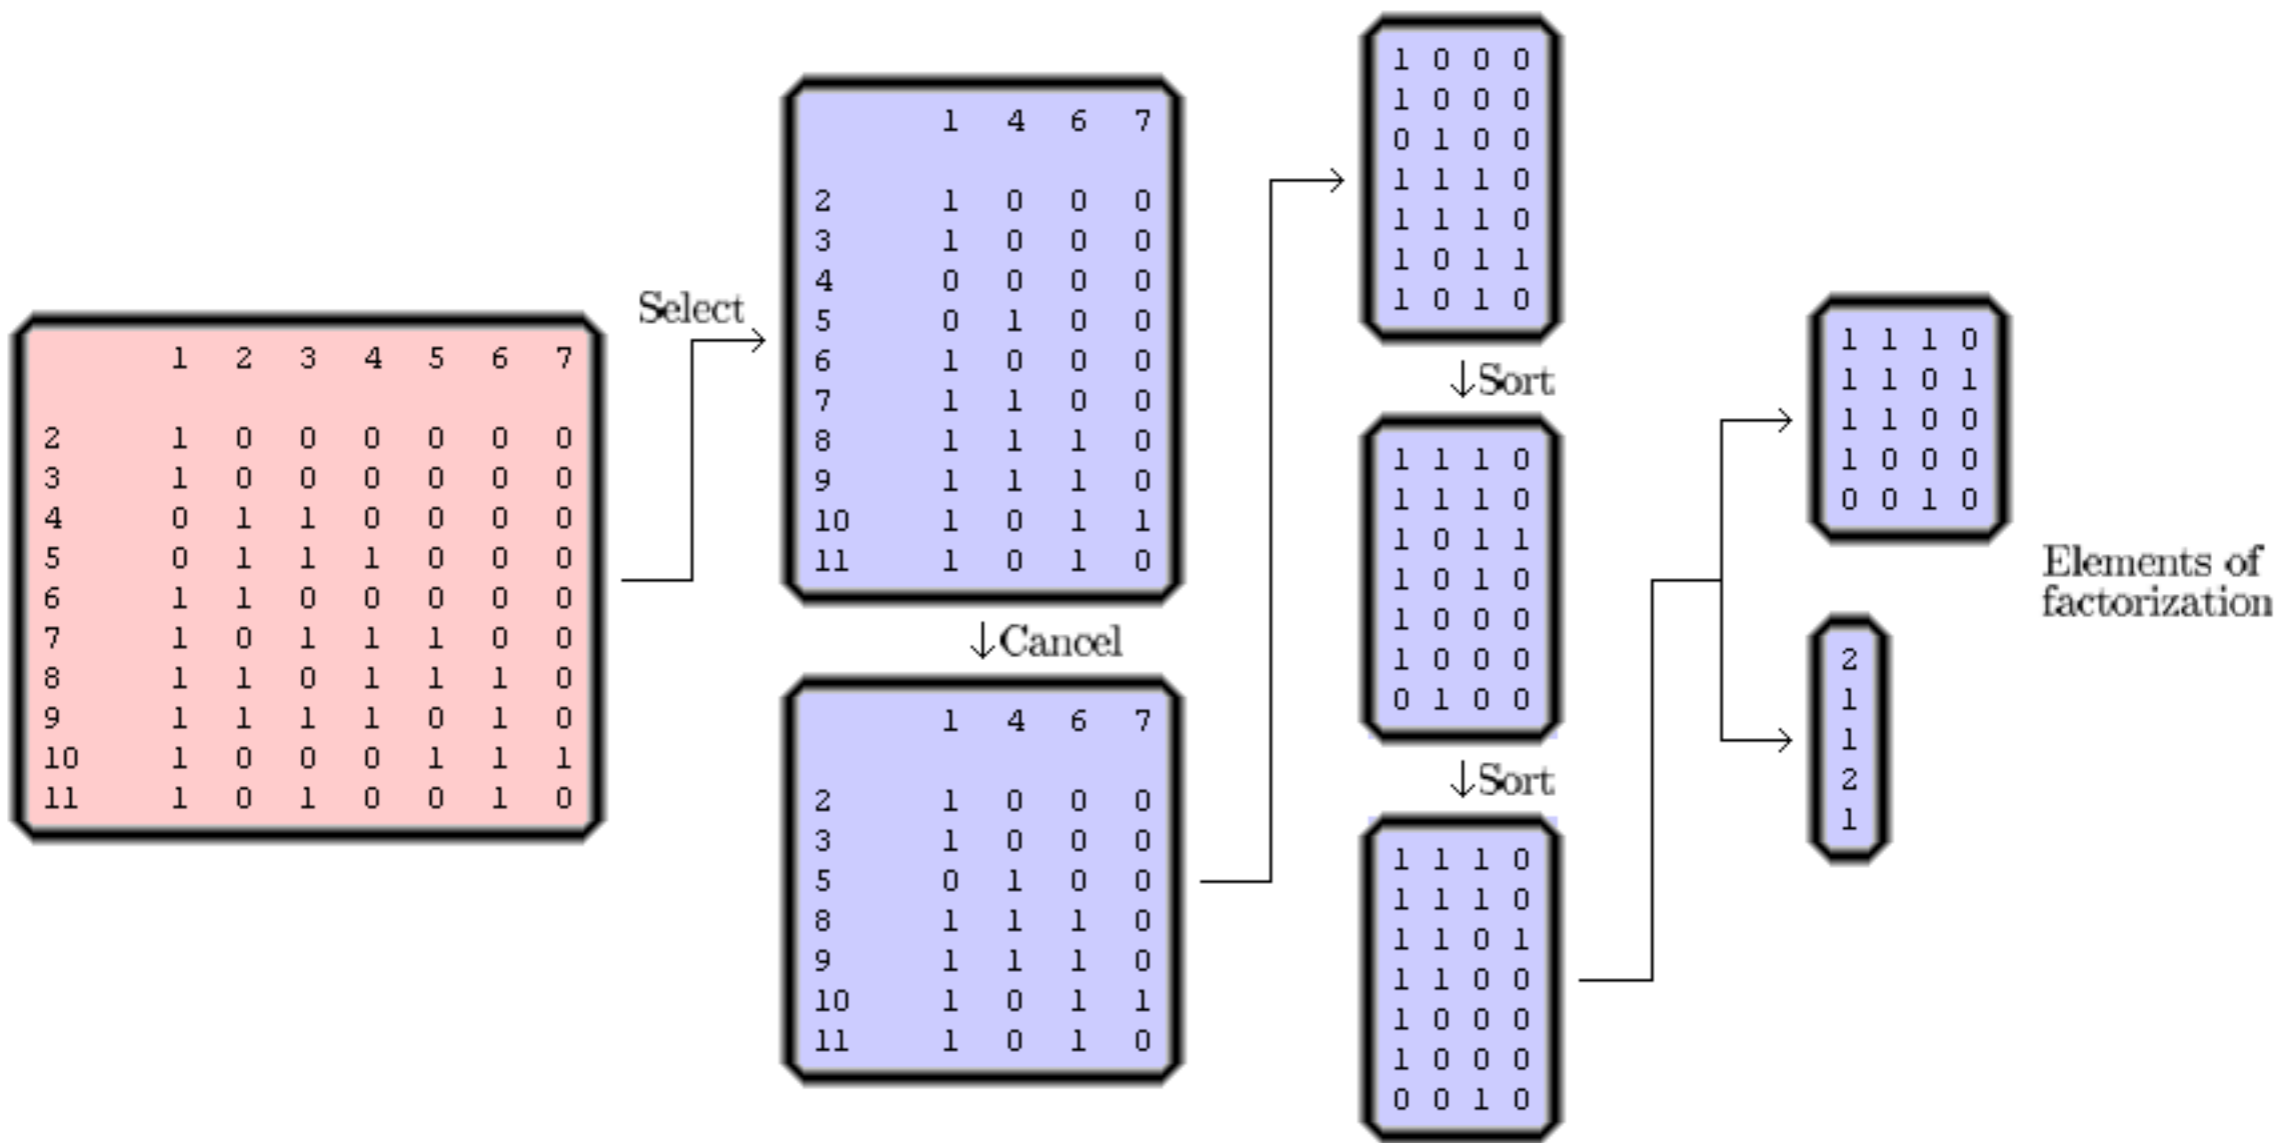 1 2 3 4 5 6 7
2 1 0 0 0 0 0 0
3 1 0 0 0 0 0 0
4 0 1 1 0 0 0 0
5 0 1 1 1 0 0 0
6 1 1 0 0 0 0 0
7 1 0 1 1 1 0 0
8 1 1 0 1 1 1 0
9 1 1 1 1 0 1 0
10 1 0 0 0 1 1 1
11 1 0 1 0 0 1 0
Select
1 4 6 7
2 1 0 0 0
3 1 0 0 0
4 0 0 0 0
5 0 1 0 0
6 1 0 0 0
7 1 1 0 0
8 1 1 1 0
9 1 1 1 0
10 1 0 1 1
11 1 0 1 0
↓Cancel
1 4 6 7
2 1 0 0 0
3 1 0 0 0
5 0 1 0 0
8 1 1 1 0
9 1 1 1 0
10 1 0 1 1
11 1 0 1 0
1 0 0 0
1 0 0 0
0 1 0 0
1 1 1 0
1 1 1 0
1 0 1 1
1 0 1 0
↓Sort
1 1 1 0
1 1 1 0
1 0 1 1
1 0 1 0
1 0 0 0
1 0 0 0
0 1 0 0
↓Sort
1 1 1 0
1 1 1 0
1 1 0 1
1 1 0 0
1 0 0 0
1 0 0 0
0 0 1 0
1 1 1 0
1 1 0 1
1 1 0 0
1 0 0 0
0 0 1 0
2
1
1
2
1
Elements of
factorization